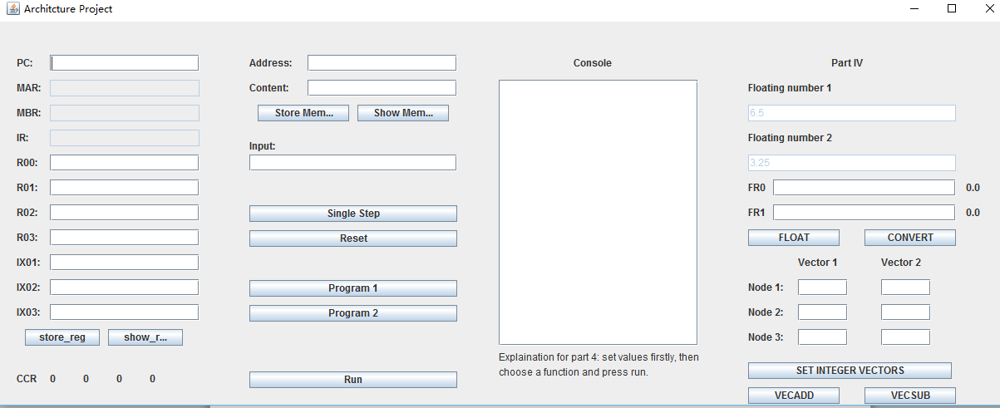 Architcture Project
PC:
MAR:
MBR:
IR:
R00:
R01:
R02:
R03:
IX01:
IX02:
IX03:
store_reg show_r...
CCR 0 0 0 0
Address:
Content:
Store Mem... Show Mem...
Input:
Single Step
Reset
Program 1
Program 2
Run
Console
Explaination for part 4: set values firstly, then
choose a function and press run.
Part IV
Floating number 1
6.5
Floating number 2
3.25
FR0 0.0
FR1 0.0
FLOAT CONVERT
Vector 1 Vector 2
Node 1:
Node 2:
Node 3:
SET INTEGER VECTORS
VECADD VECSUB